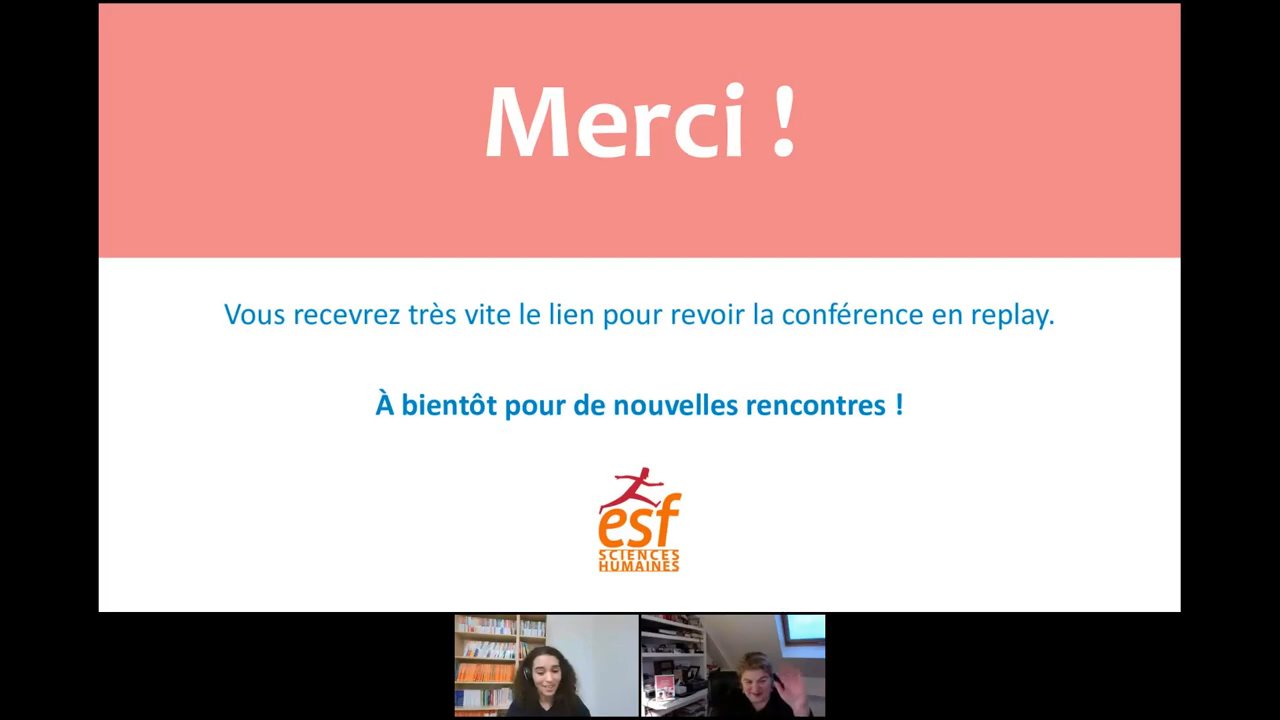 Merci !
Vous recevrez très vite le lien pour revoir la conférence en replay.
À bientôt pour de nouvelles rencontres !
esf
SCIENCES
HUMAINES